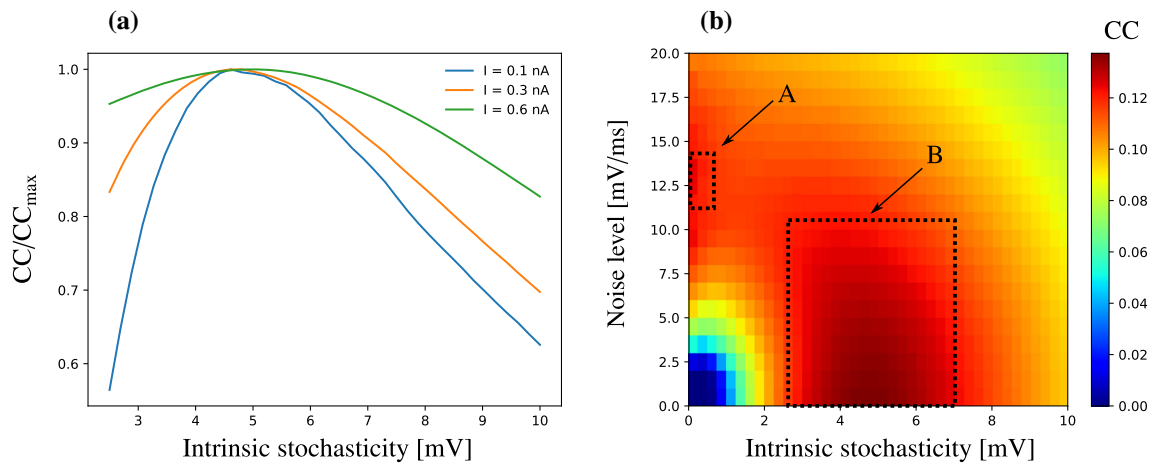 (a)
CC/CCmax
1.0
0.9
0.8
0.7
0.6
I = 0.1 nA
I = 0.3 nA
I = 0.6 nA
3 4 5 6 7 8 9 10
Intrinsic stochasticity [mV]
(b)
CC
Noise level [mV/ms]
20.0
17.5
15.0
12.5
10.0
7.5
5.0
2.5
0.0
A
B
0 2 4 6 8 10
Intrinsic stochasticity [mV]
0.12
0.10
0.08
0.06
0.04
0.02
0.00